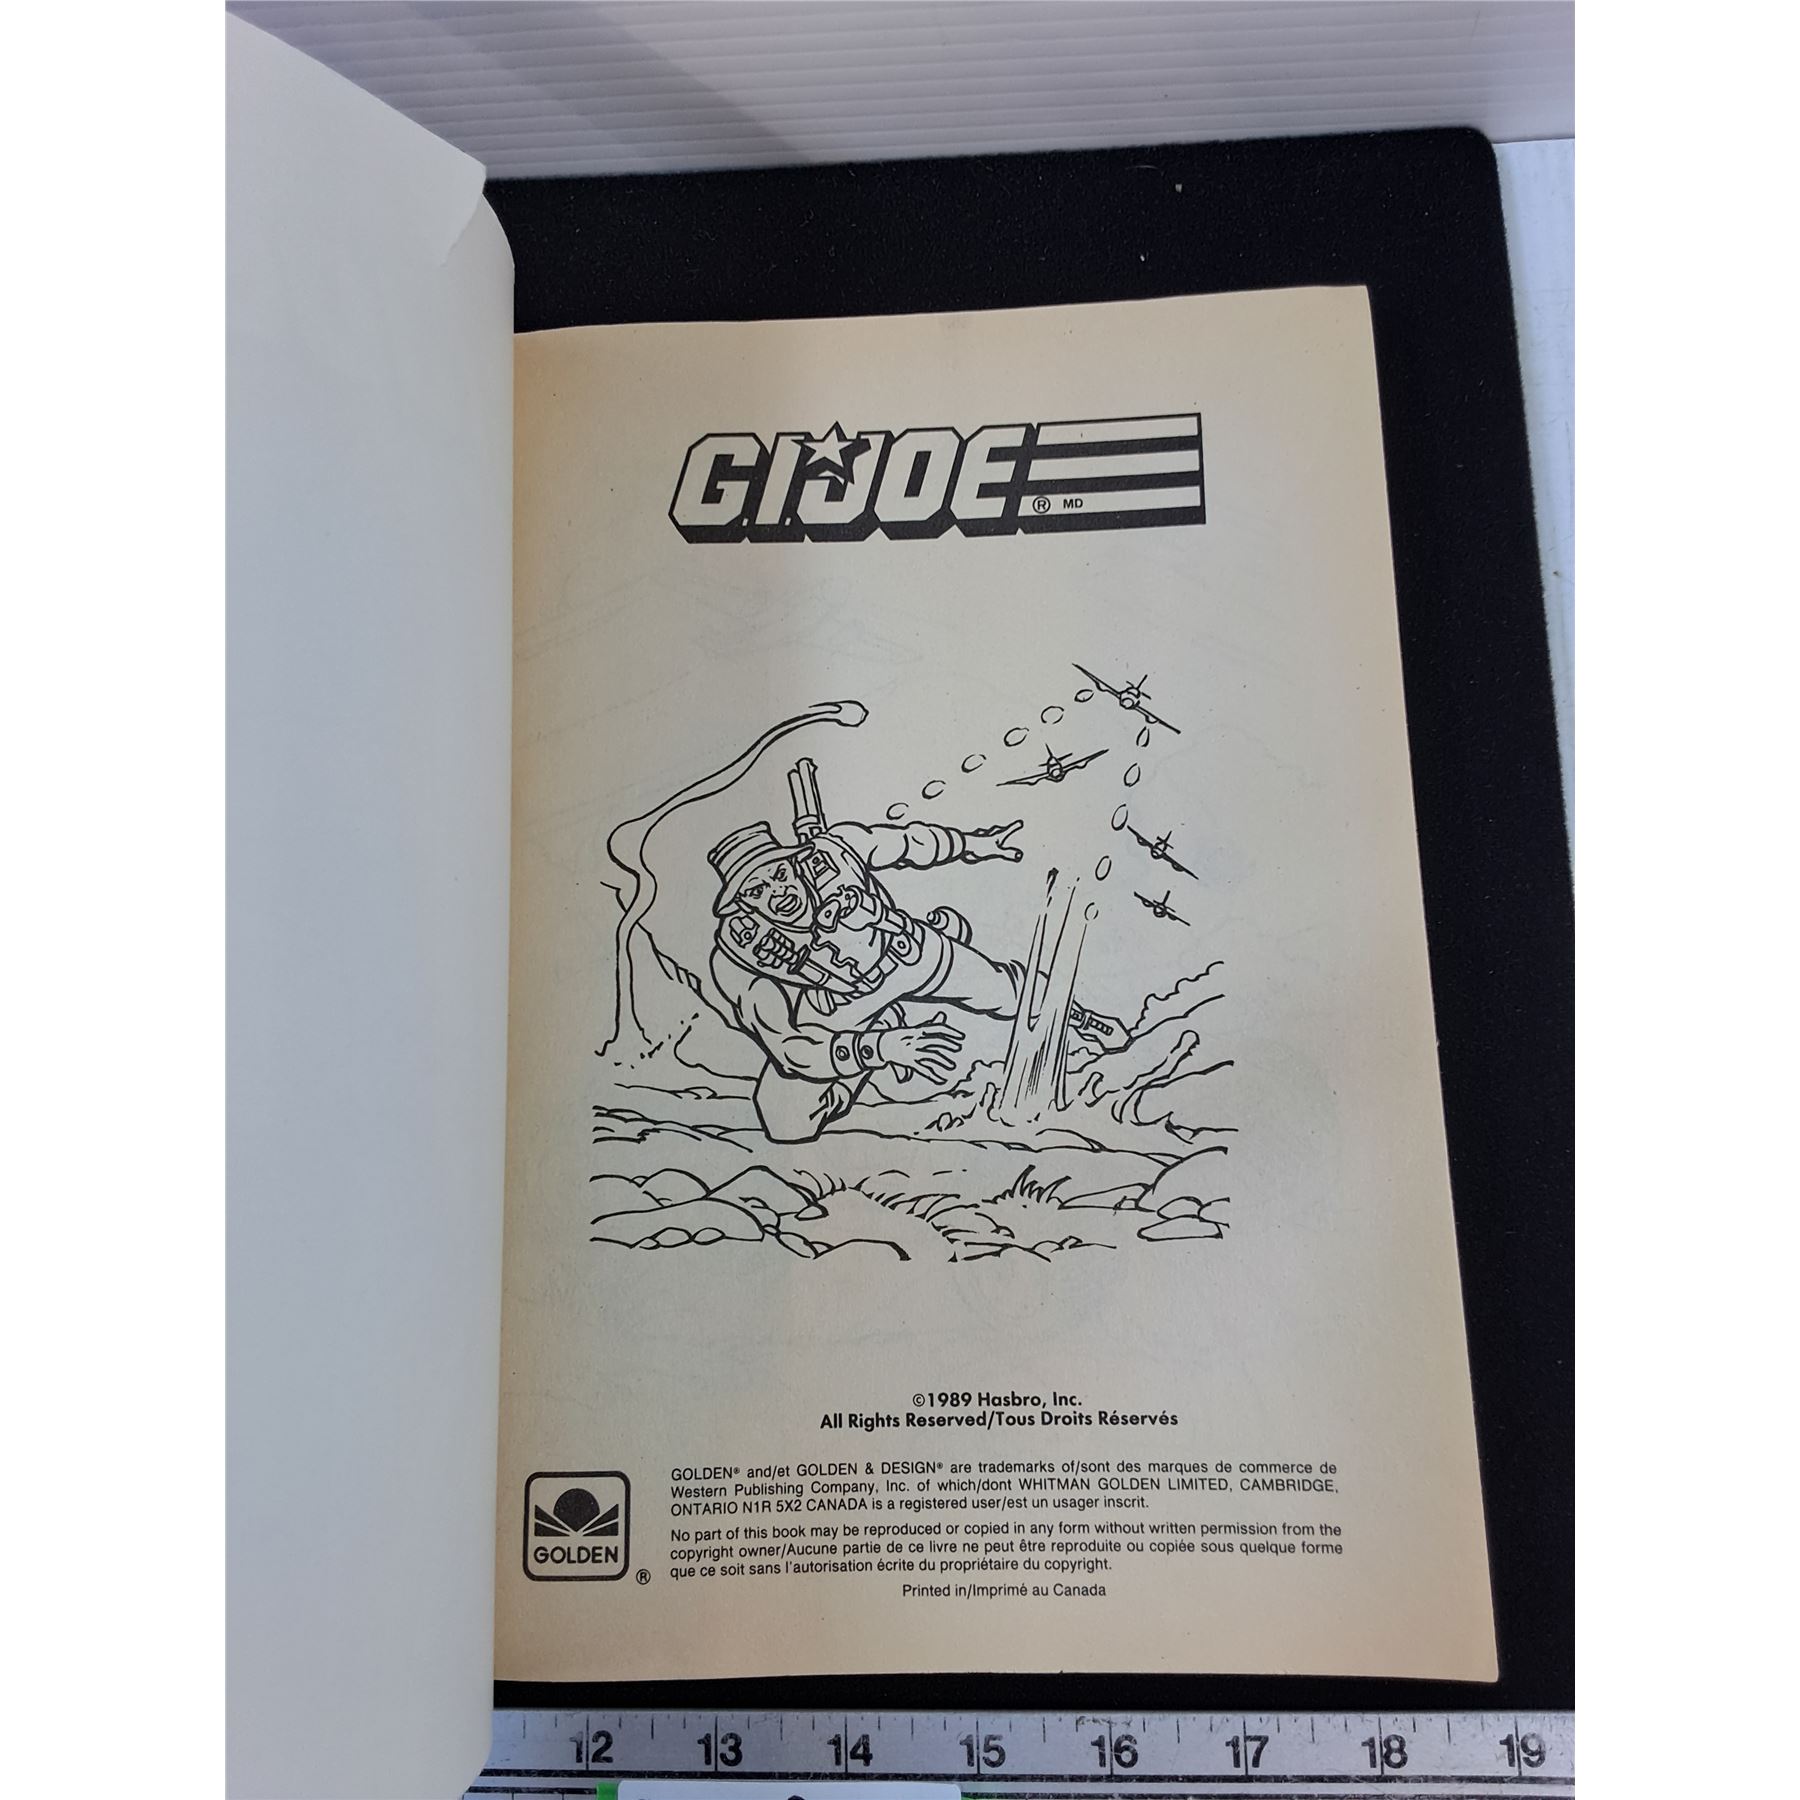 G.I.JOE ® MD
©1989 Hasbro, Inc.
All Rights Reserved/Tous Droits Réservés
GOLDEN® and/et GOLDEN & DESIGN® are trademarks of/sont des marques de commerce de
Western Publishing Company, Inc. of which/dont WHITMAN GOLDEN LIMITED, CAMBRIDGE,
ONTARIO N1R 5X2 CANADA is a registered user/est un usager inscrit.
No part of this book may be reproduced or copied in any form without written permission from the
copyright owner/Aucune partie de ce livre ne peut être reproduite ou copiée sous quelque forme
que ce soit sans l'autorisation écrite du propriétaire du copyright.
Printed in/Imprimé au Canada
GOLDEN ®
12 13 14 15 16 17 18 19